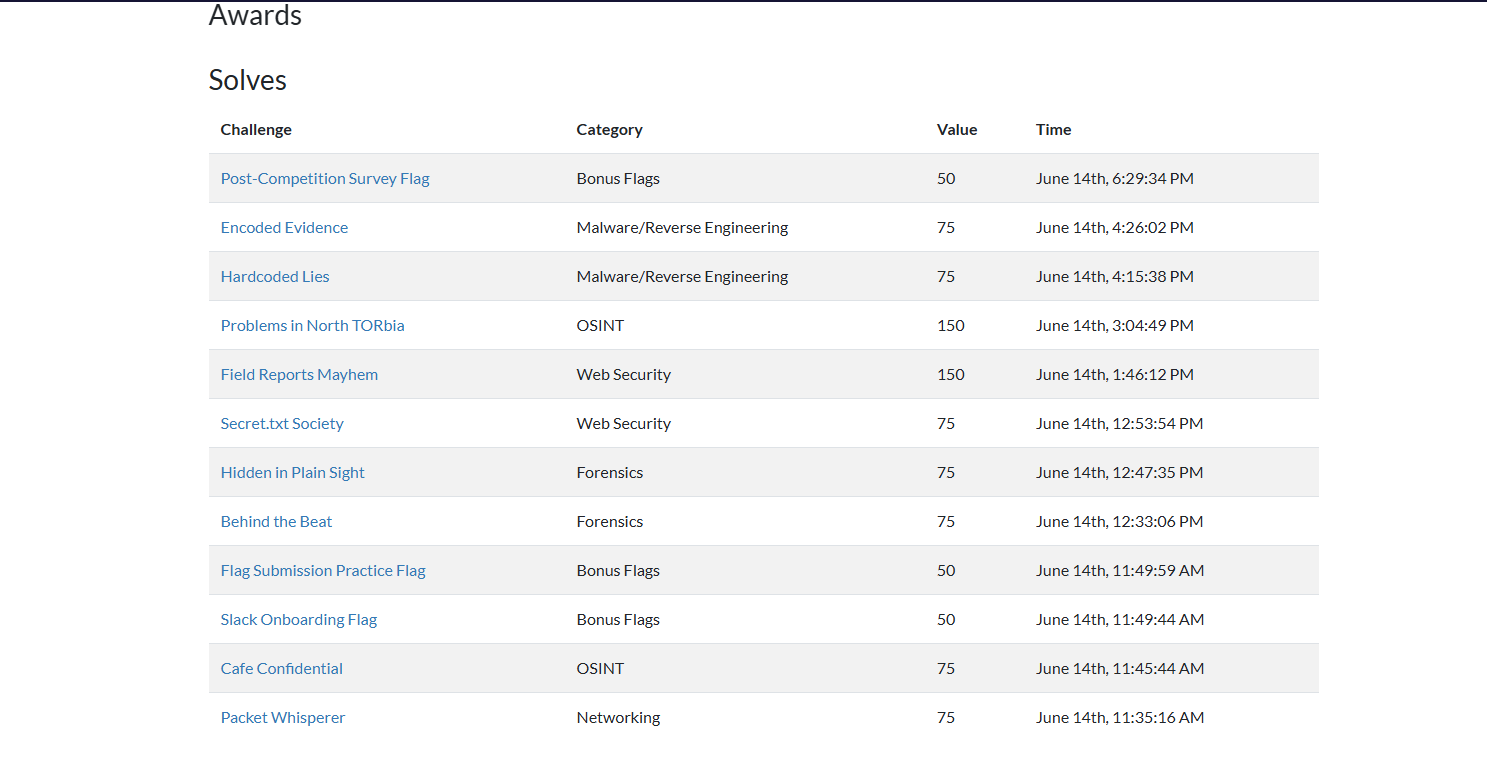 Awards
Solves
Challenge Category Value Time
Post-Competition Survey Flag Bonus Flags 50 June 14th, 6:29:34 PM
Encoded Evidence Malware/Reverse Engineering 75 June 14th, 4:26:02 PM
Hardcoded Lies Malware/Reverse Engineering 75 June 14th, 4:15:38 PM
Problems in North TORbia OSINT 150 June 14th, 3:04:49 PM
Field Reports Mayhem Web Security 150 June 14th, 1:46:12 PM
Secret.txt Society Web Security 75 June 14th, 12:53:54 PM
Hidden in Plain Sight Forensics 75 June 14th, 12:47:35 PM
Behind the Beat Forensics 75 June 14th, 12:33:06 PM
Flag Submission Practice Flag Bonus Flags 50 June 14th, 11:49:59 AM
Slack Onboarding Flag Bonus Flags 50 June 14th, 11:49:44 AM
Cafe Confidential OSINT 75 June 14th, 11:45:44 AM
Packet Whisperer Networking 75 June 14th, 11:35:16 AM